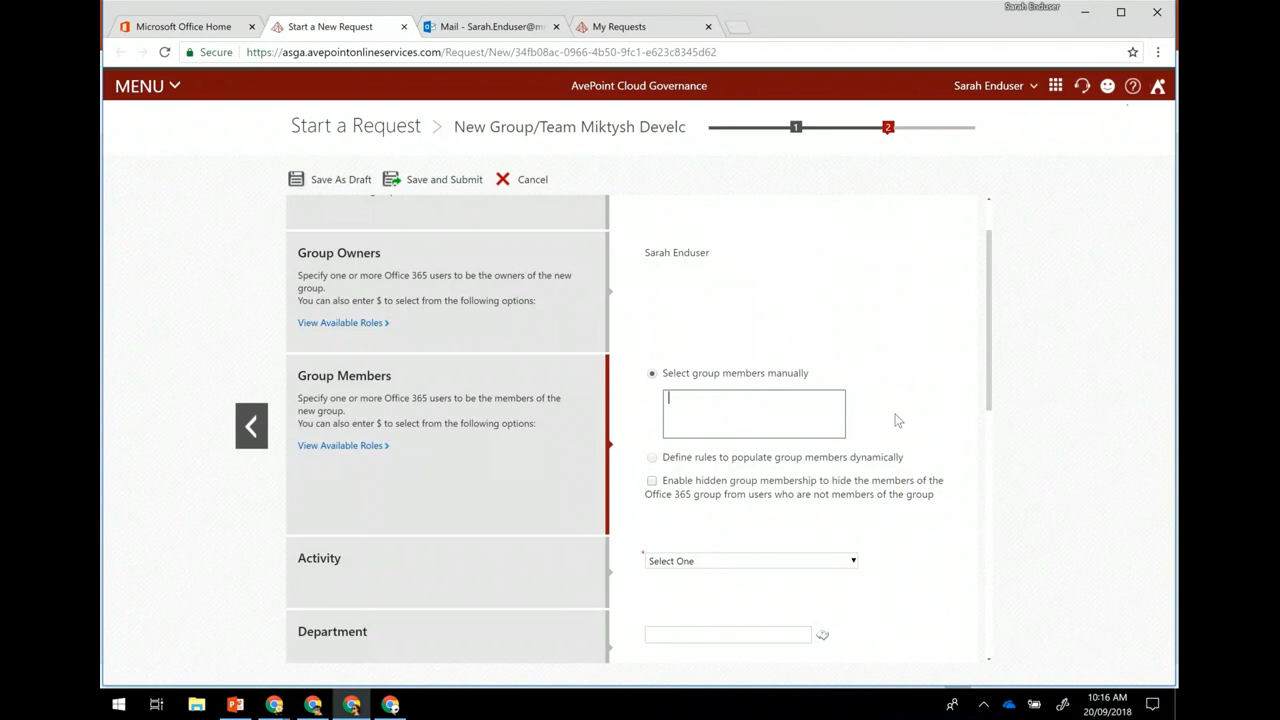 Sarah Enduser
Microsoft Office Home
Start a New Request
Mail - Sarah.Enduser@m
My Requests
Secure
https://asga.avepointonlineservices.com/Request/New/34fb08ac-0966-4b50-9fc1-e623c8345d62
MENU
AvePoint Cloud Governance
Sarah Enduser
Start a Request > New Group/Team Miktysh Develc
1
2
Save As Draft
Save and Submit
Cancel
Group Owners
Specify one or more Office 365 users to be the owners of the new
group.
You can also enter $ to select from the following options:
View Available Roles >
Sarah Enduser
Group Members
Specify one or more Office 365 users to be the members of the
new group.
You can also enter $ to select from the following options:
View Available Roles >
Select group members manually
Define rules to populate group members dynamically
Enable hidden group membership to hide the members of the
Office 365 group from users who are not members of the group
Activity
* Select One
Department
10:16 AM
20/09/2018